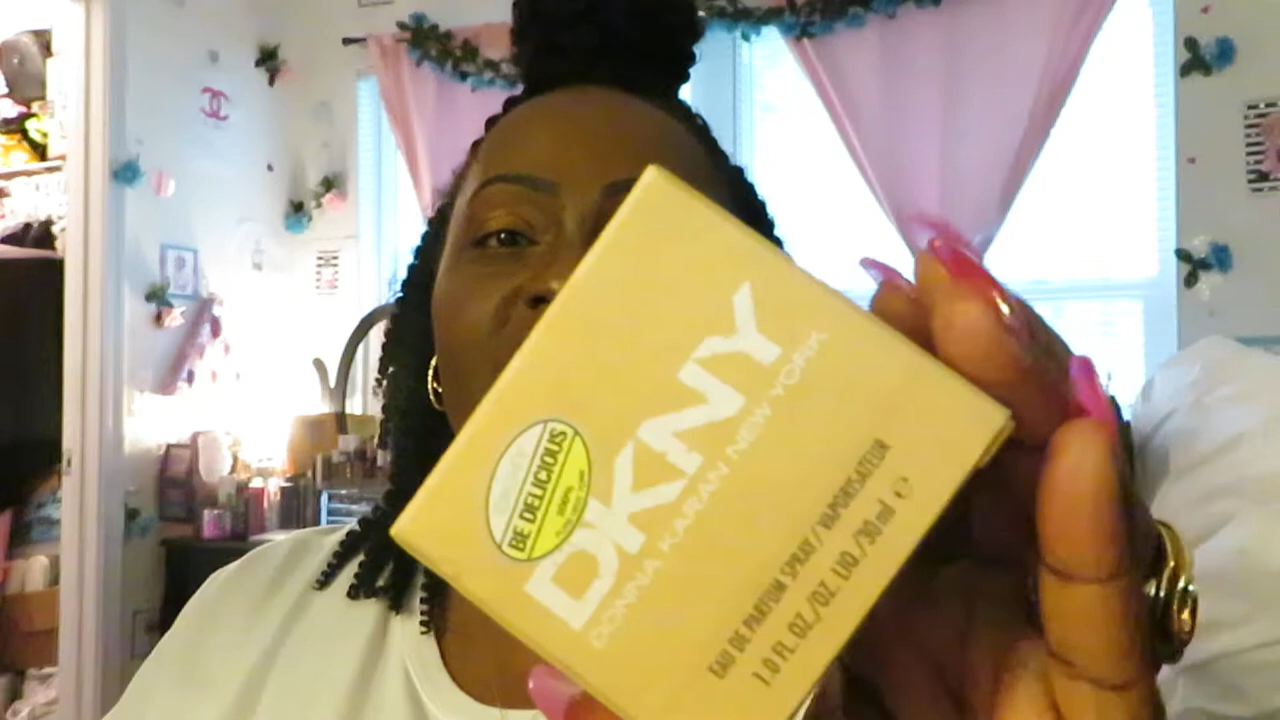 DKNY
DONNA KARAN NEW YORK
BE DELICIOUS
100%
EAU DE PARFUM SPRAY / VAPORISATEUR
1.0 FL. OZ./OZ. LIQ./30 ml e